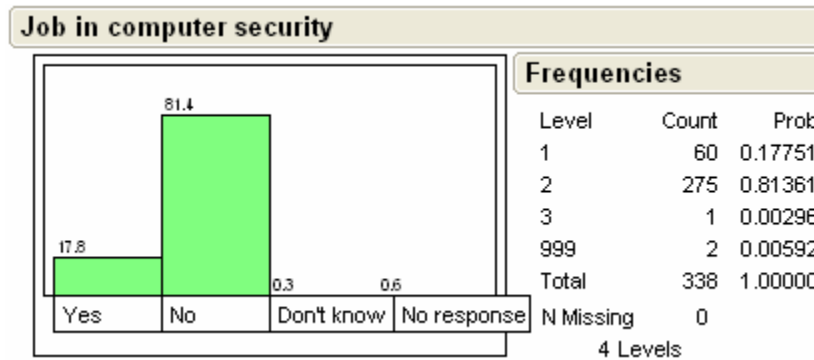 Job in computer security
81.4
17.8
0.3 0.6
Yes No Don't know No response
Frequencies
Level Count Prob
1 60 0.17751
2 275 0.81361
3 1 0.00296
999 2 0.00592
Total 338 1.00000
N Missing 0
4 Levels